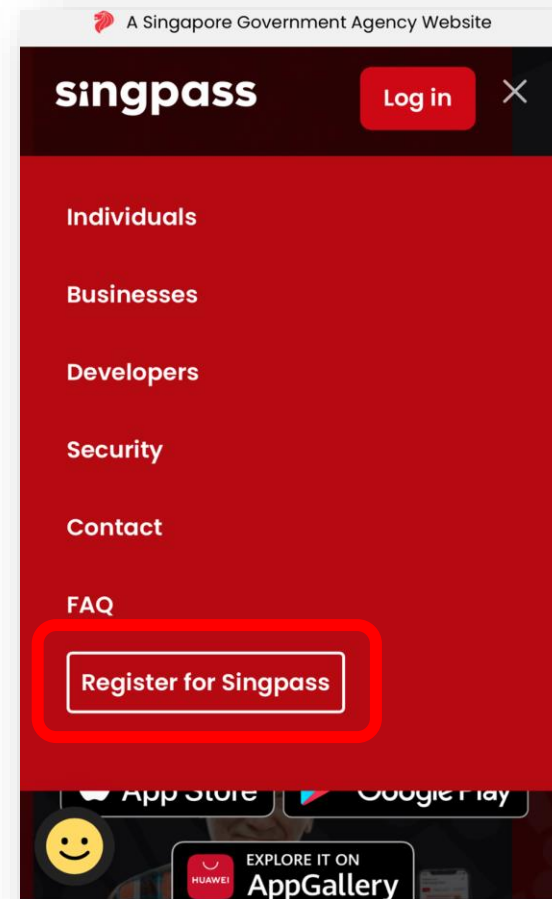 A Singapore Government Agency Website
singpass
Log in
Individuals
Businesses
Developers
Security
Contact
FAQ
Register for Singpass
App Store
Google Play
EXPLORE IT ON
HUAWEI
AppGallery